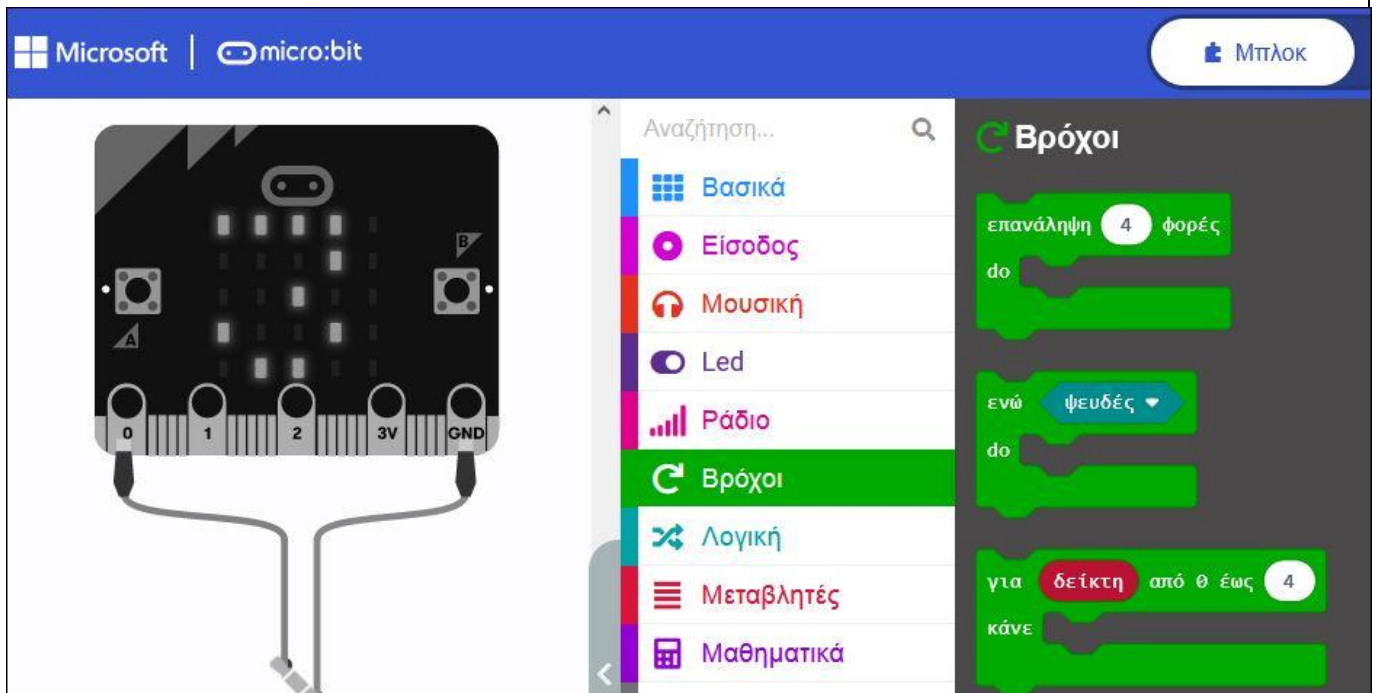 Microsoft | micro:bit
Μπλοκ
B
A
0 1 2 3V GND
Αναζήτηση...
Βασικά
Είσοδος
Μουσική
Led
Ράδιο
Βρόχοι
Λογική
Μεταβλητές
Μαθηματικά
Βρόχοι
επανάληψη 4 φορές
do
ενώ ψευδές
do
για δείκτη από 0 έως 4
κάνε